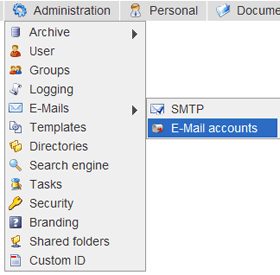 Administration Personal Docume
Archive
User
Groups
Logging
E-Mails
SMTP
E-Mail accounts
Templates
Directories
Search engine
Tasks
Security
Branding
Shared folders
Custom ID